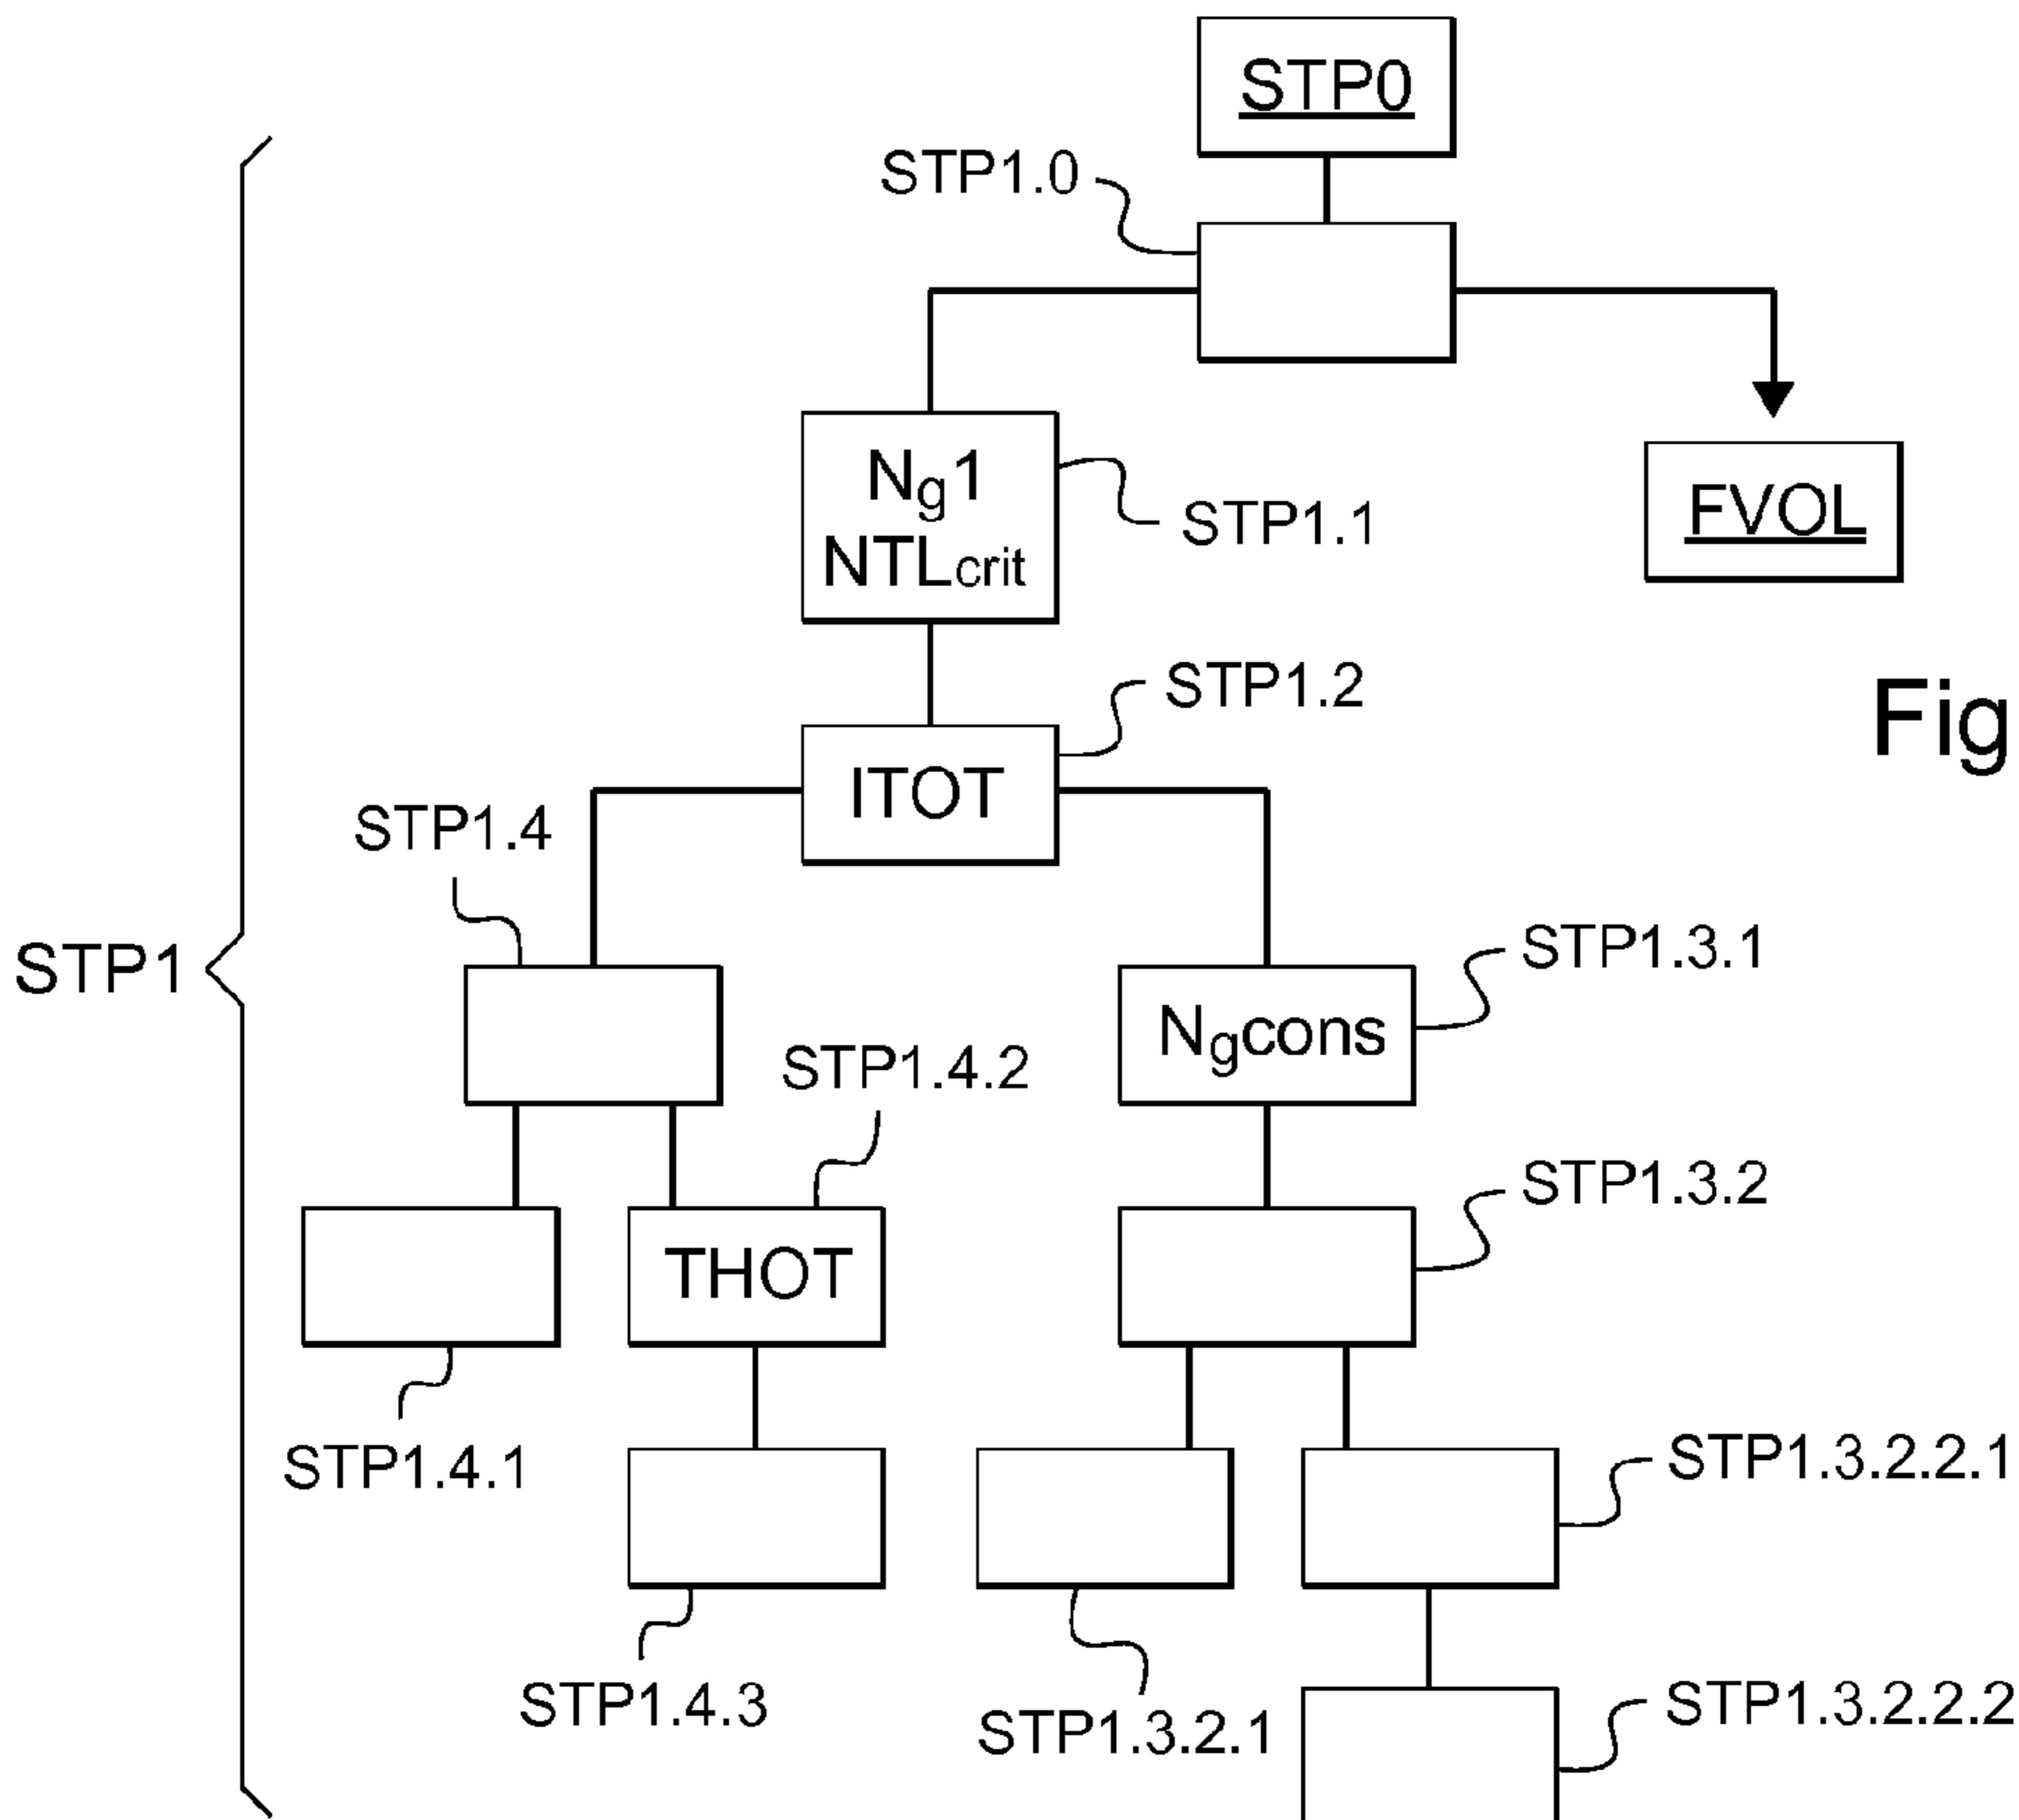 STP0
STP1.0
Ng1
NTLcrit
STP1.1
FVOL
STP1.2
Fig
ITOT
STP1.4
STP1
STP1.3.1
Ngcons
STP1.4.2
STP1.3.2
THOT
STP1.4.1
STP1.3.2.2.1
STP1.4.3
STP1.3.2.1
STP1.3.2.2.2